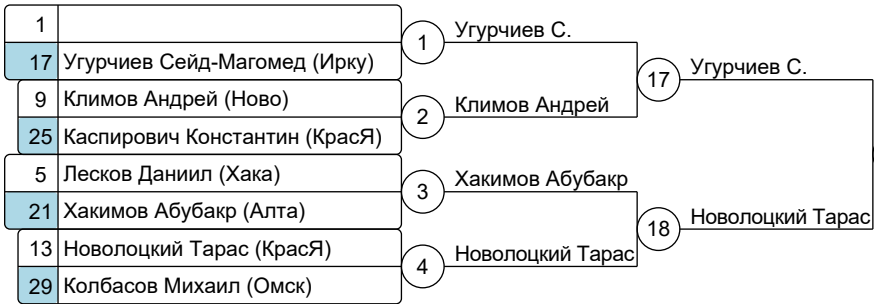 1
17 Угурчиев Сейд-Магомед (Ирку)
9 Климов Андрей (Ново)
25 Каспирович Константин (КрасЯ)
5 Лесков Даниил (Хака)
21 Хакимов Абубакр (Алта)
13 Новолоцкий Тарас (КрасЯ)
29 Колбасов Михаил (Омск)
1 Угурчиев С.
2 Климов Андрей
3 Хакимов Абубакр
4 Новолоцкий Тарас
17 Угурчиев С.
18 Новолоцкий Тарас